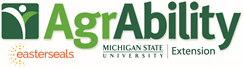 AgrAbility
easterseals
MICHIGAN STATE
UNIVERSITY
Extension